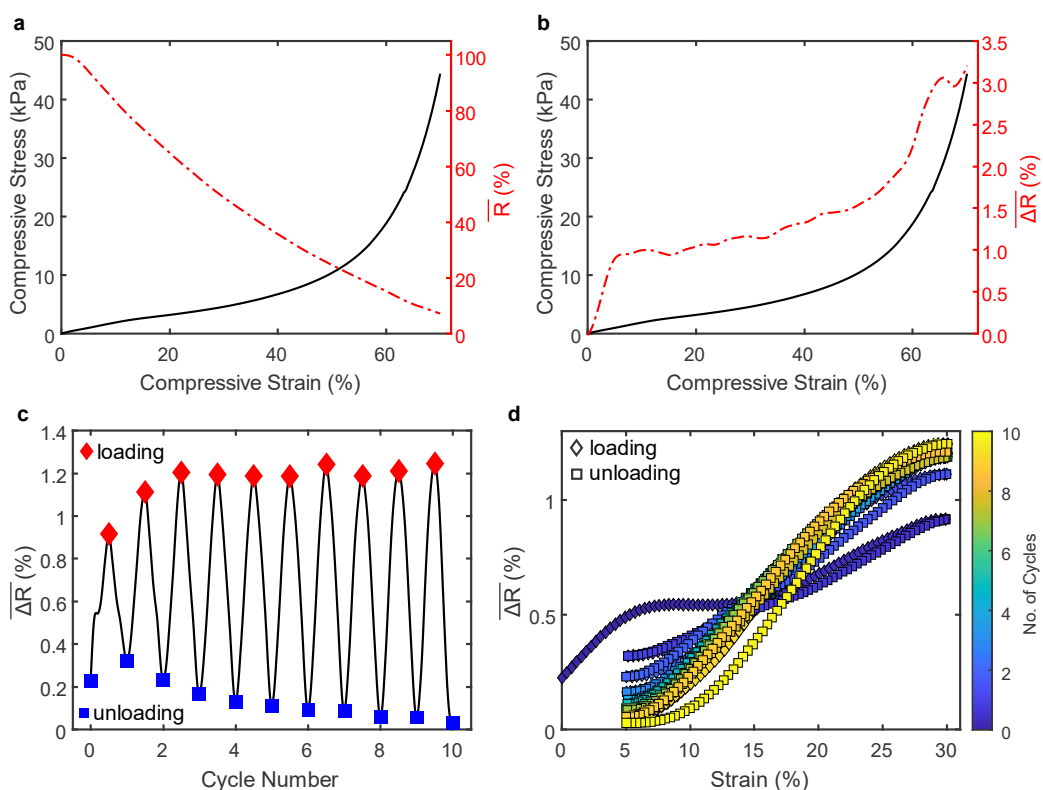 a
50
40
30
20
10
0
Compressive Stress (kPa)
0 20 40 60
Compressive Strain (%)
100
80
60
40
20
0
R (%)
b
50
40
30
20
10
0
Compressive Stress (kPa)
0 20 40 60
Compressive Strain (%)
3.5
3.0
2.5
2.0
1.5
1.0
0.5
0.0
ΔR (%)
c
1.4
1.2
1
0.8
0.6
0.4
0.2
0
ΔR (%)
loading
unloading
0 2 4 6 8 10
Cycle Number
d
loading
unloading
1
0.5
0
ΔR (%)
0 5 10 15 20 25 30
Strain (%)
10
8
6
4
2
0
No. of Cycles